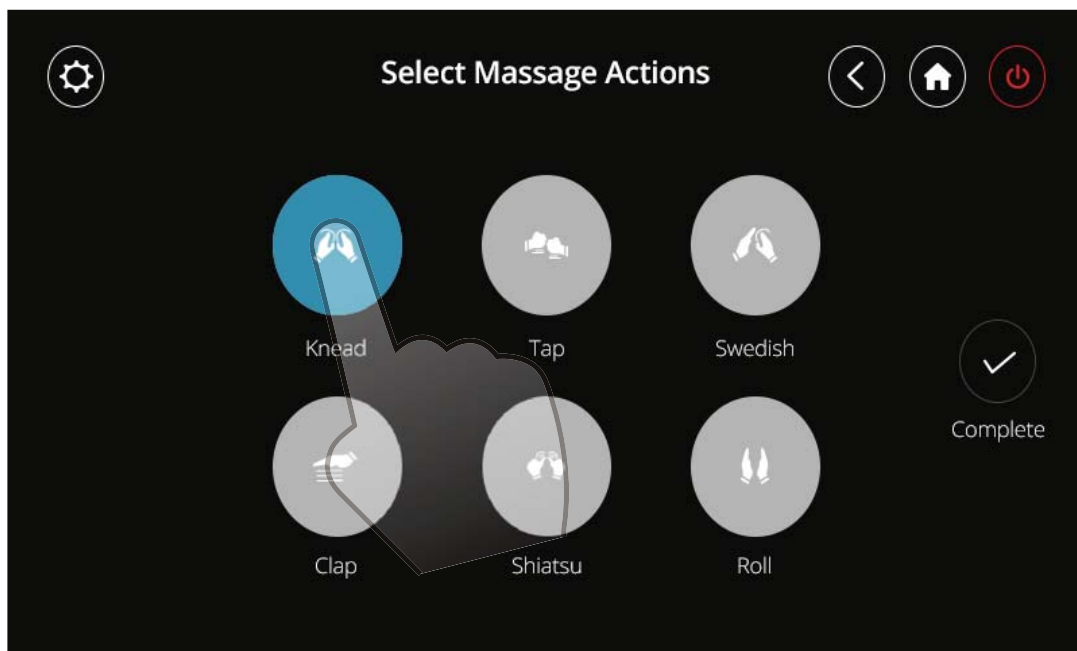 Select Massage Actions
Knead
Tap
Swedish
Complete
Clap
Shiatsu
Roll